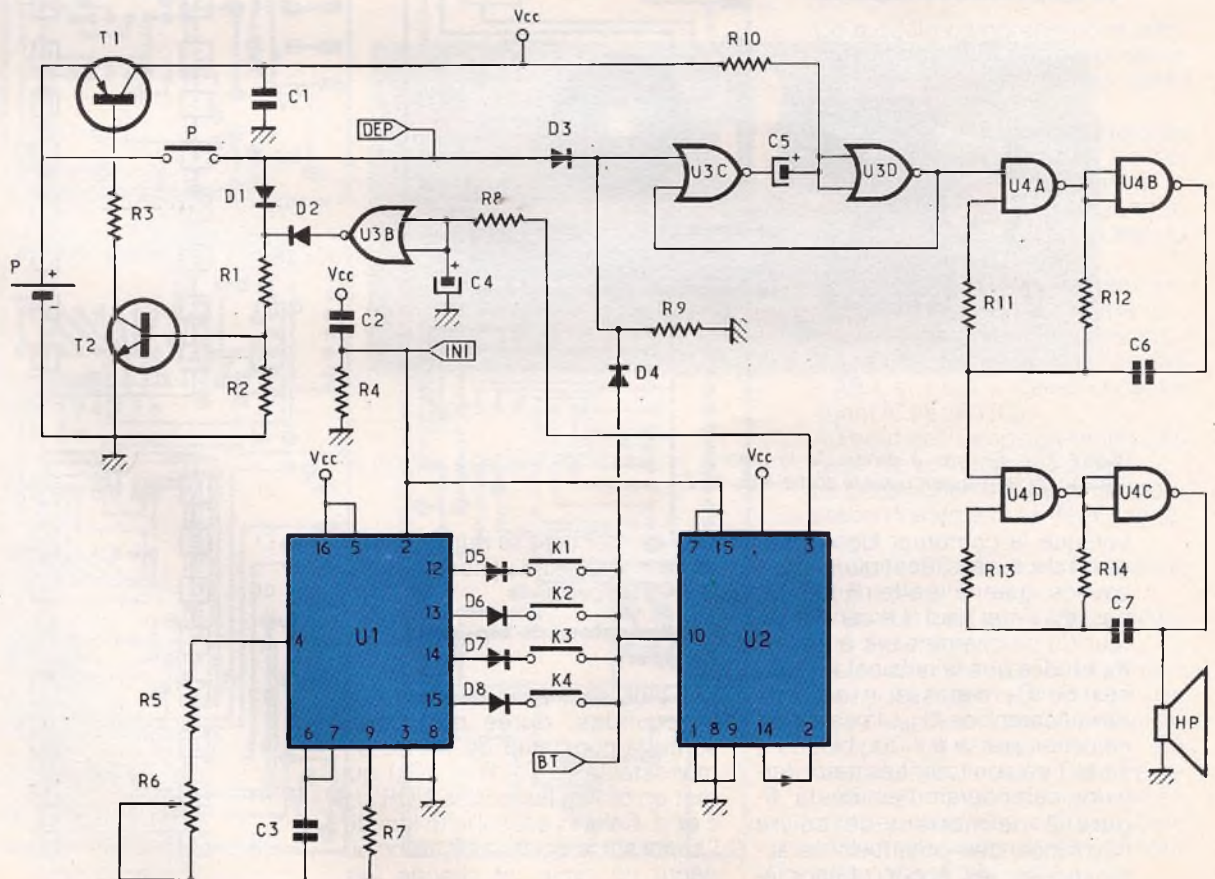 Vcc
T1
R10
C1
DEP
D3
C5
+
P
U3C
U3D
U4A
U4B
D1
R3
D2
R8
U3B
P
+
-
R1
Vcc
+
C4
R11
R12
C2
R9
T2
INI
C6
D4
R2
R4
Vcc
Vcc
U4D
U4C
16 5 2
7 15 3
D5 K1
12
R13
R14
D6 K2
13
C7
4 U1
10 U2
D7 K3
14
D8 K4
15
R5
HP
6 7 9 3 8
1 8 9 14 2
BT
R6
C3
R7